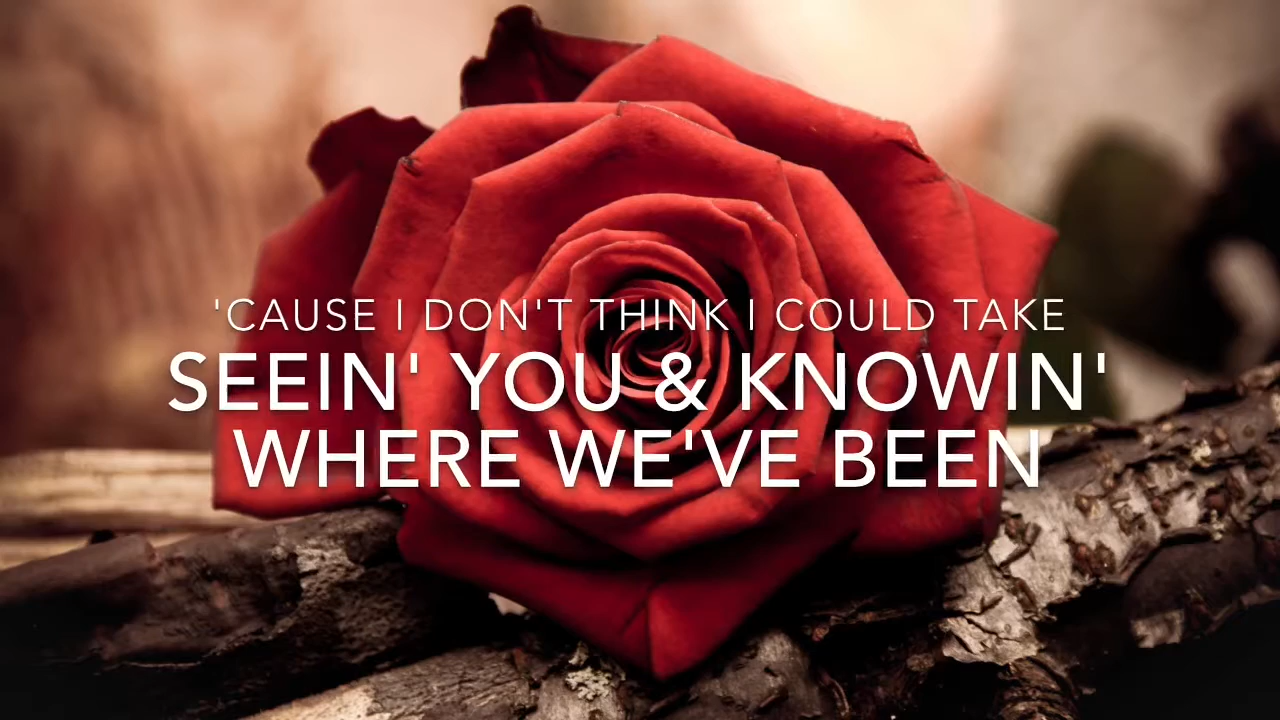 'CAUSE I DON'T THINK I COULD TAKE
SEEIN' YOU & KNOWIN'
WHERE WE'VE BEEN